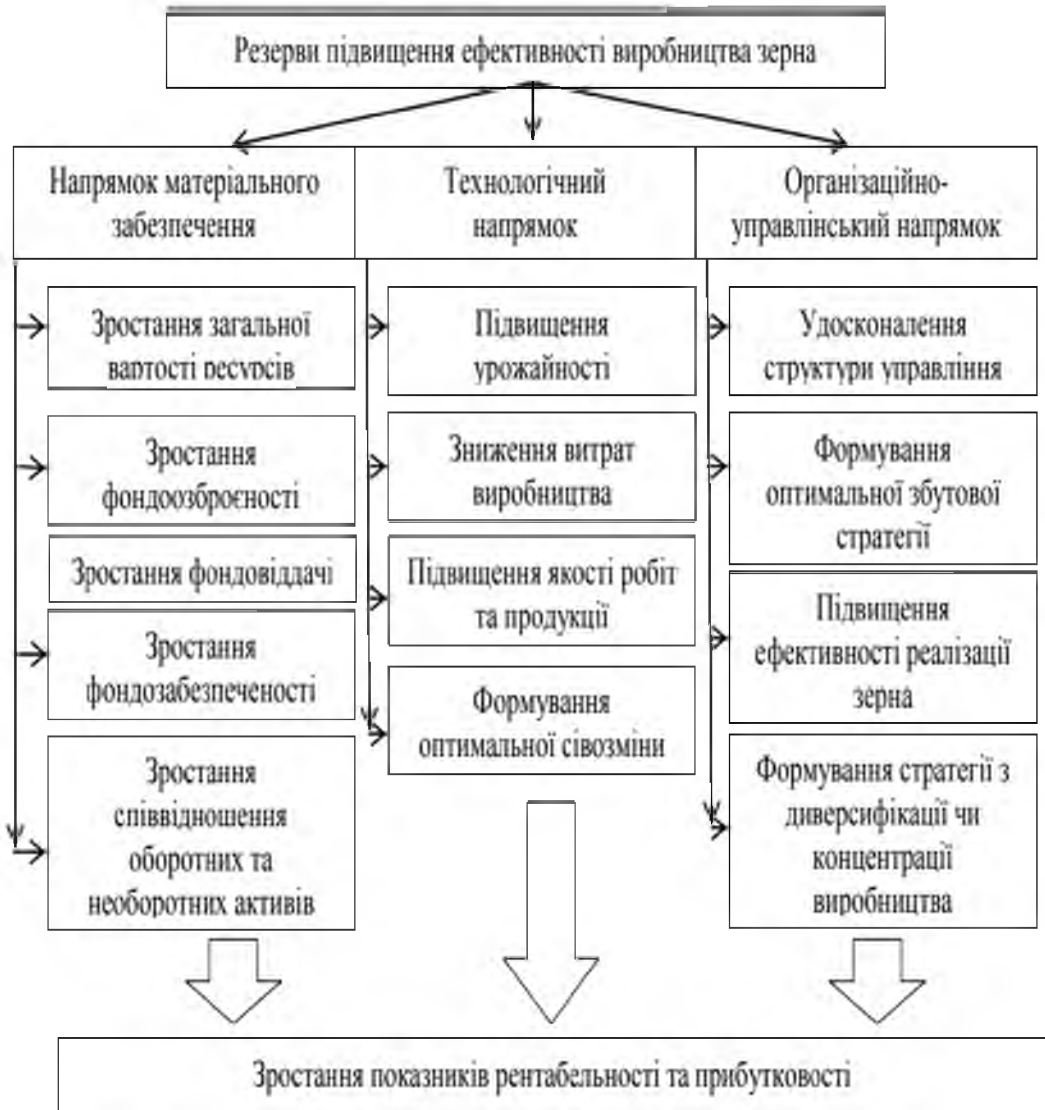 Резерви підвищення ефективності виробництва зерна
Напрямок матеріального
забезпечення
Технологічний
напрямок
Організаційно-
управлінський напрямок
Зростання загальної
вартості ресурсів
Зростання
фондоозброєності
Зростання фондовіддачі
Зростання
фондозабезпеченості
Зростання
співвідношення
оборотних та
необоротних активів
Підвищення
урожайності
Зниження витрат
виробництва
Підвищення якості робіт
та продукції
Формування
оптимальної сівозміни
Удосконалення
структури управління
Формування
оптимальної збутової
стратегії
Підвищення
ефективності реалізації
зерна
Формування стратегії з
диверсифікації чи
концентрації
виробництва
Зростання показників рентабельності та прибутковості